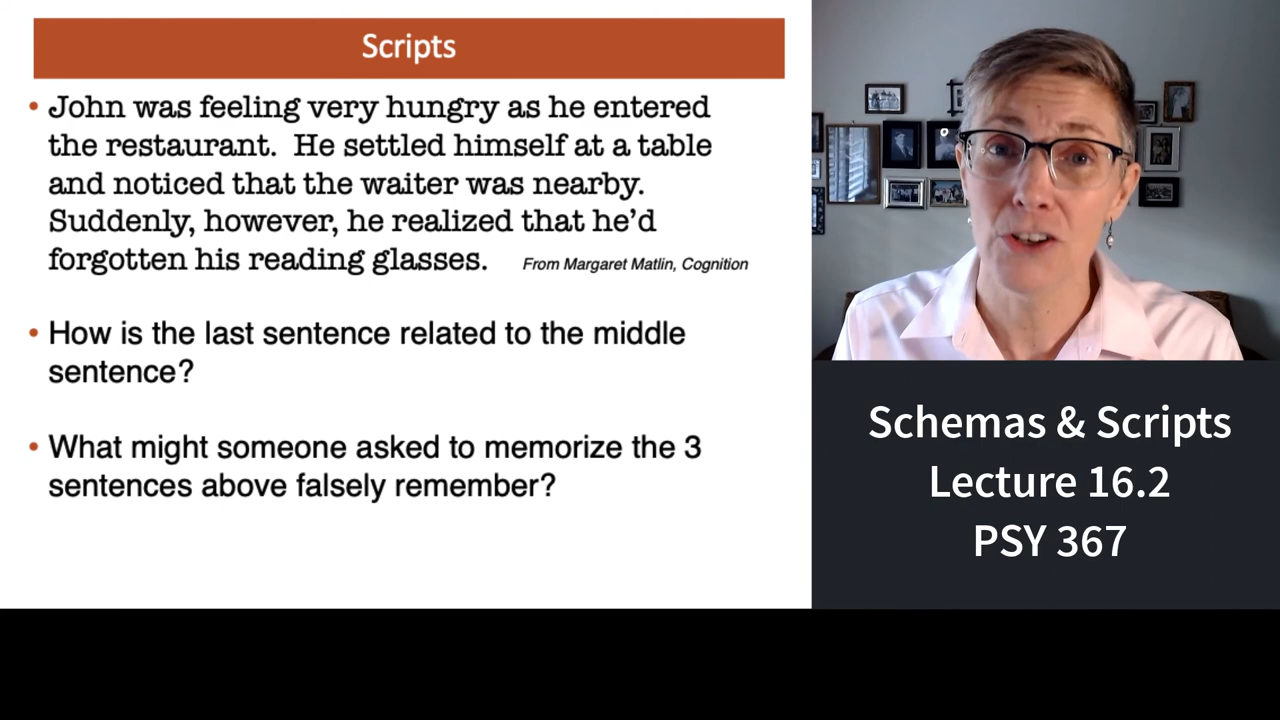 Scripts
• John was feeling very hungry as he entered
the restaurant.  He settled himself at a table
and noticed that the waiter was nearby.
Suddenly, however, he realized that he’d
forgotten his reading glasses.
From Margaret Matlin, Cognition
• How is the last sentence related to the middle
sentence?
• What might someone asked to memorize the 3
sentences above falsely remember?
Schemas & Scripts
Lecture 16.2
PSY 367